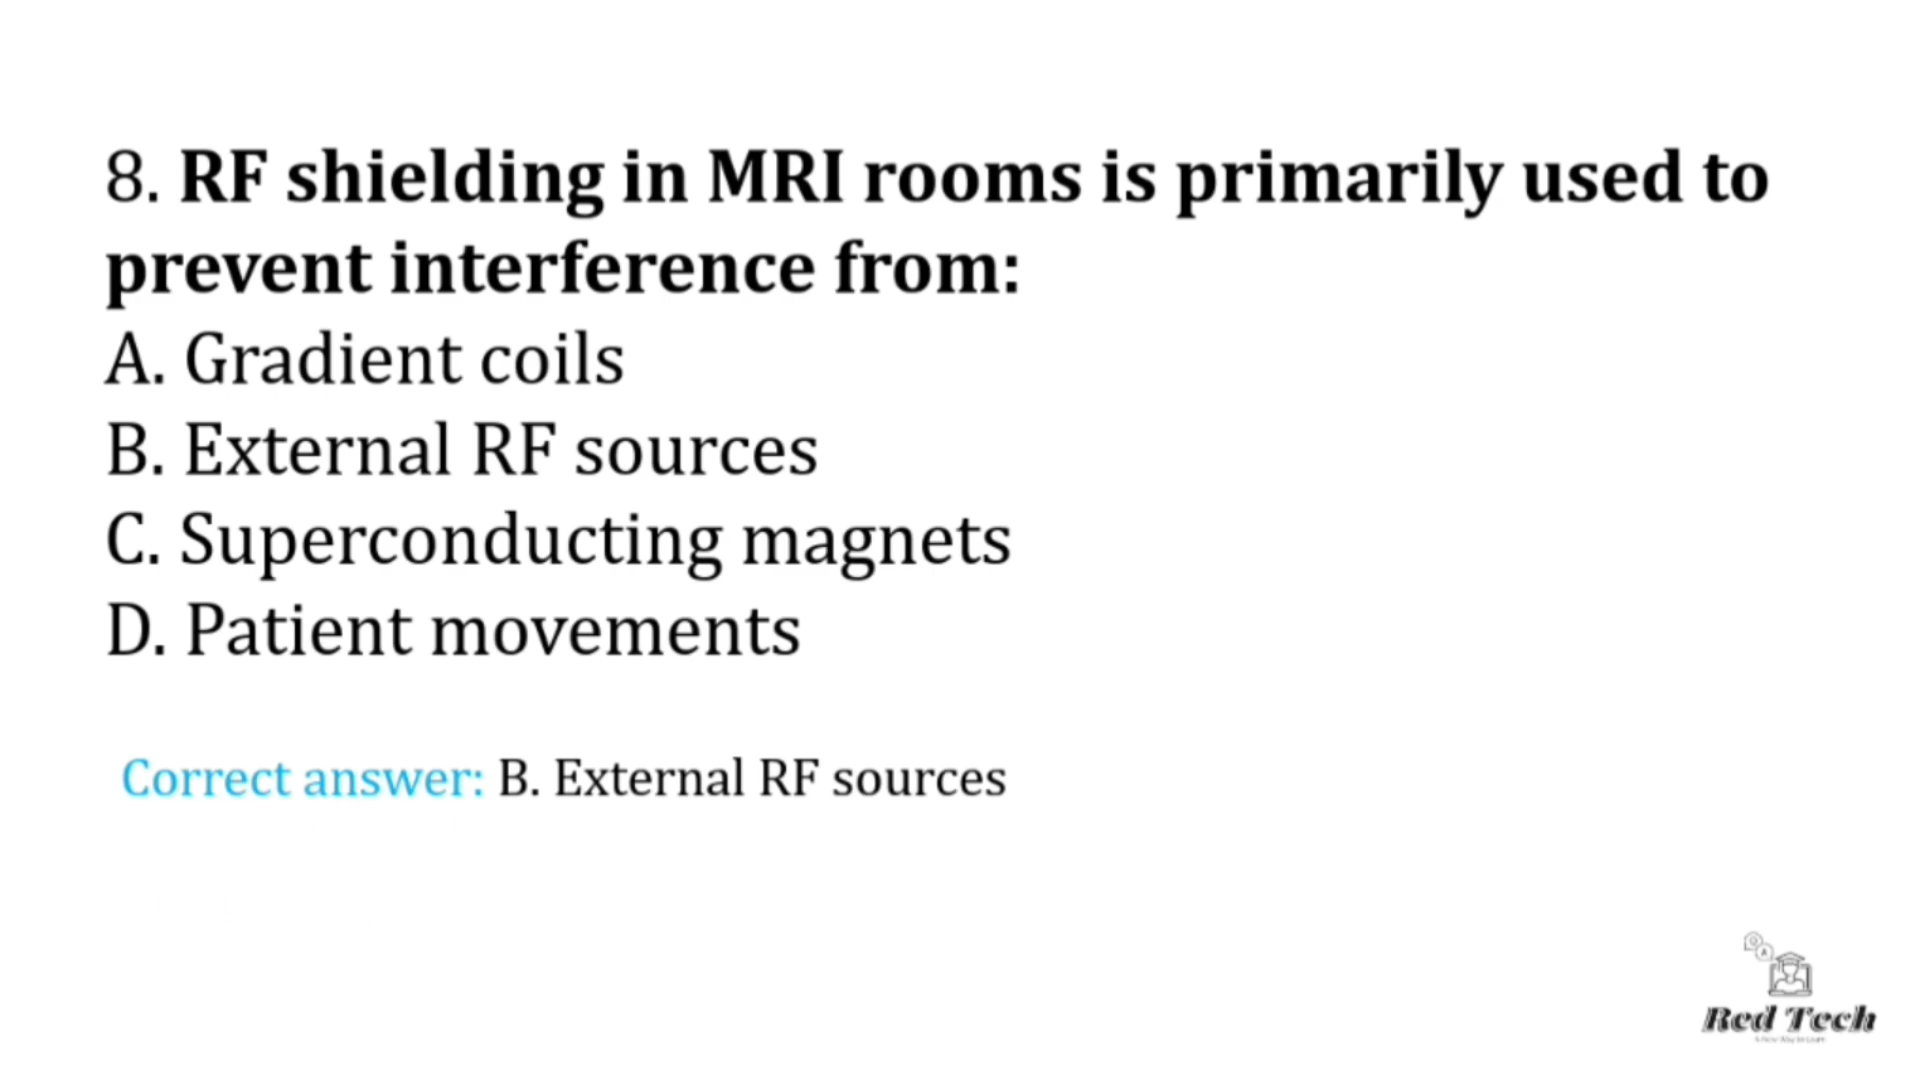 8. RF shielding in MRI rooms is primarily used to
prevent interference from:
A. Gradient coils
B. External RF sources
C. Superconducting magnets
D. Patient movements
Correct answer: B. External RF sources
Red Tech